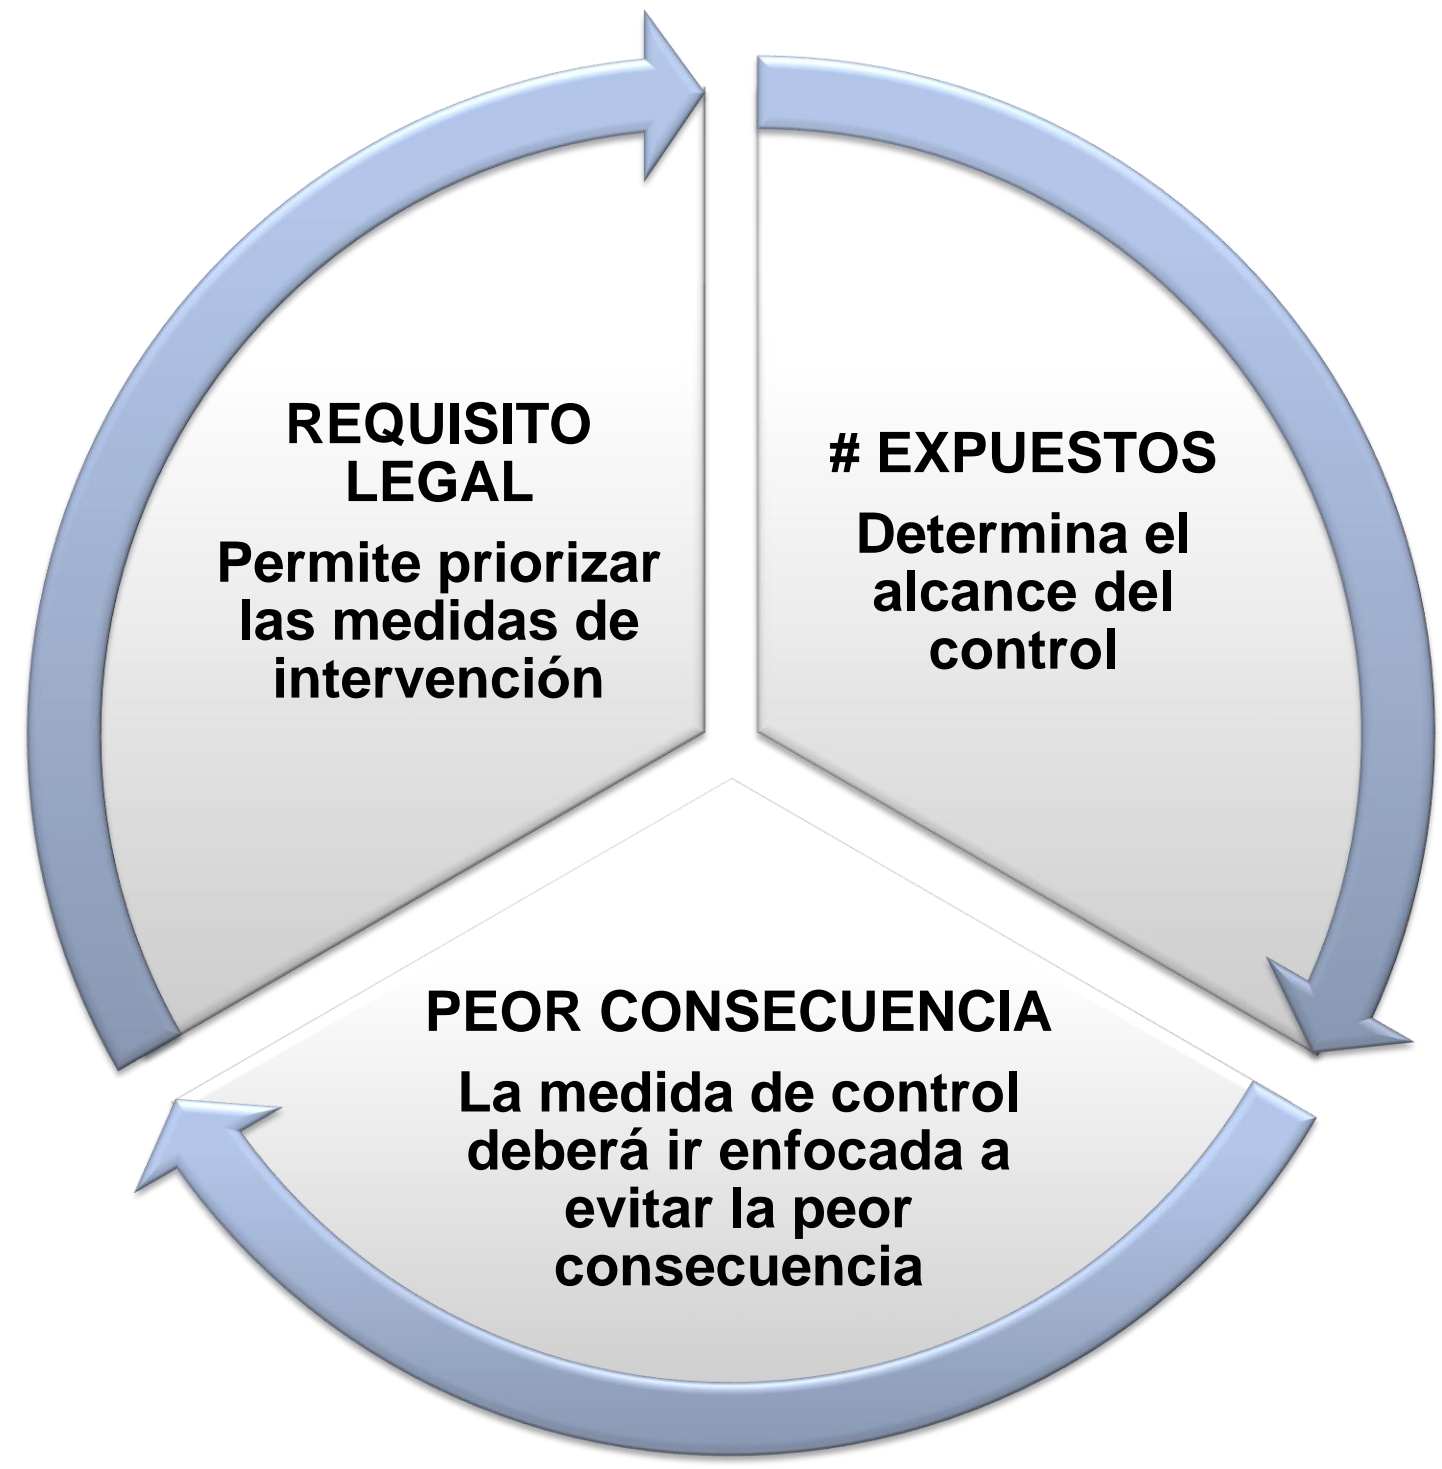 REQUISITO
LEGAL
Permite priorizar
las medidas de
intervención
# EXPUESTOS
Determina el
alcance del
control
PEOR CONSECUENCIA
La medida de control
deberá ir enfocada a
evitar la peor
consecuencia